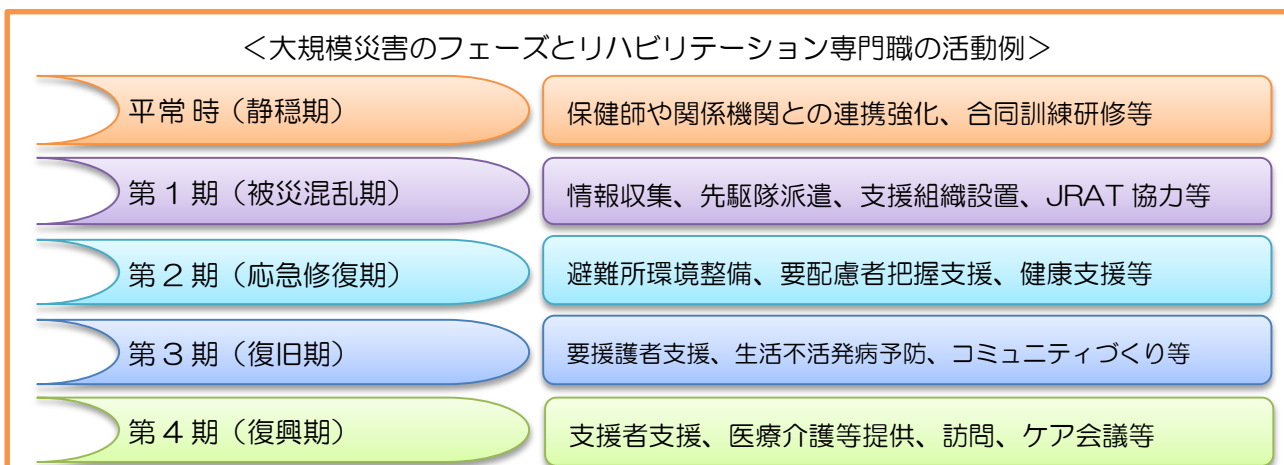 ＜大規模災害のフェーズとリハビリテーション専門職の活動例＞
平常時（静穏期）
保健師や関係機関との連携強化、合同訓練研修等
第１期（被災混乱期）
情報収集、先駆隊派遣、支援組織設置、JRAT 協力等
第２期（応急修復期）
避難所環境整備、要配慮者把握支援、健康支援等
第３期（復旧期）
要援護者支援、生活不活発病予防、コミュニティづくり等
第４期（復興期）
支援者支援、医療介護等提供、訪問、ケア会議等